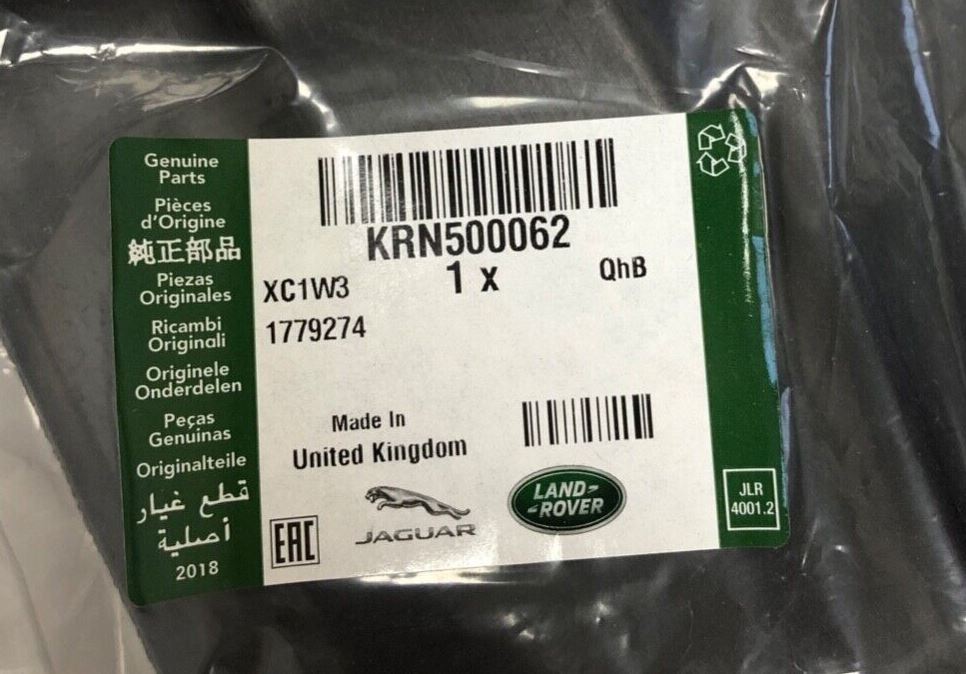 Genuine
Parts
Pièces
d'Origine
純正部品
Piezas
Originales
Ricambi
Originali
Originele
Onderdelen
Peças
Genuinas
Originalteile
قطع غيار
أصلية
2018
KRN500062
1 x
QhB
XC1W3
1779274
Made In
United Kingdom
EAC
JAGUAR
LAND-
-ROVER
JLR
4001.2